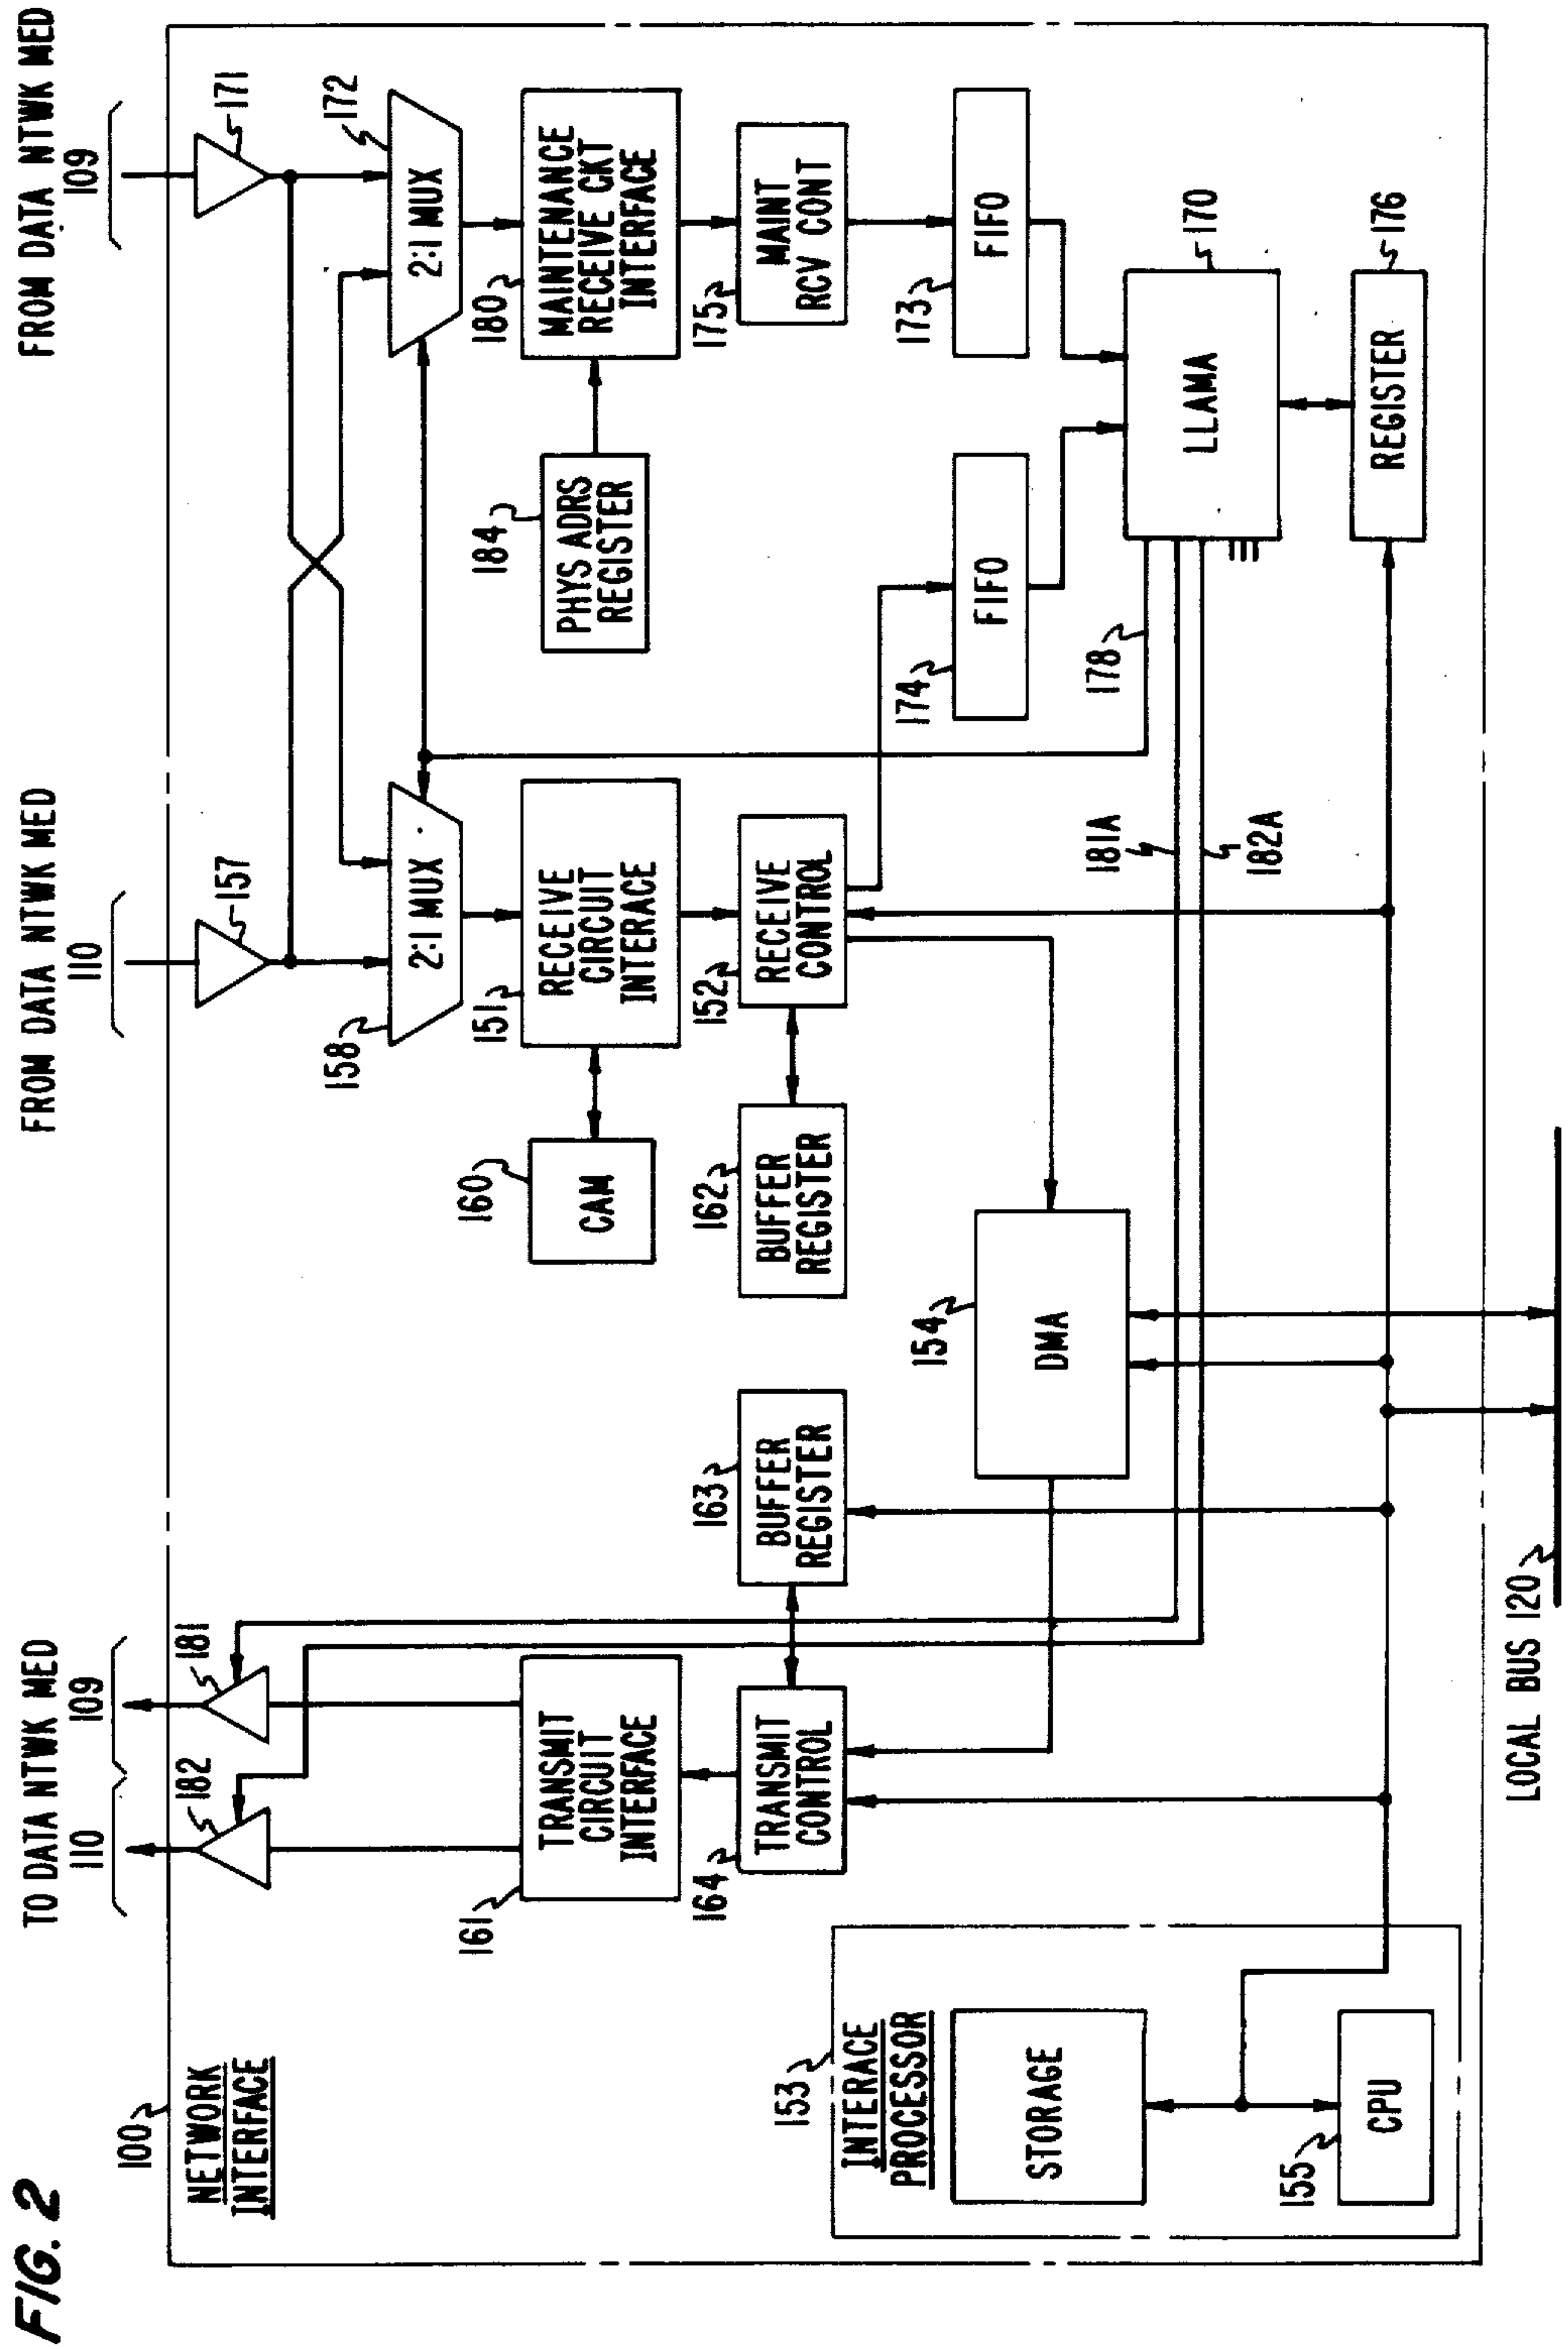 FIG. 2
100
NETWORK
INTERFACE
TO DATA NTWK MED
110
109
182
181
FROM DATA NTWK MED
110
157
FROM DATA NTWK MED
109
171
158
2:1 MUX
172
2:1 MUX
161
TRANSMIT
CIRCUIT
INTERFACE
160
CAM
151
RECEIVE
CIRCUIT
INTERACE
184
PHYS ADRS
REGISTER
180
MAINTENANCE
RECEIVE CKT
INTERFACE
164
TRANSMIT
CONTROL
163
BUFFER
REGISTER
162
BUFFER
REGISTER
152
RECEIVE
CONTROL
175
MAINT
RCV CONT
153
INTERACE
PROCESSOR
STORAGE
155
CPU
154
DMA
174
FIFO
173
FIFO
181A
182A
178
LLAMA
170
REGISTER
176
LOCAL BUS 120